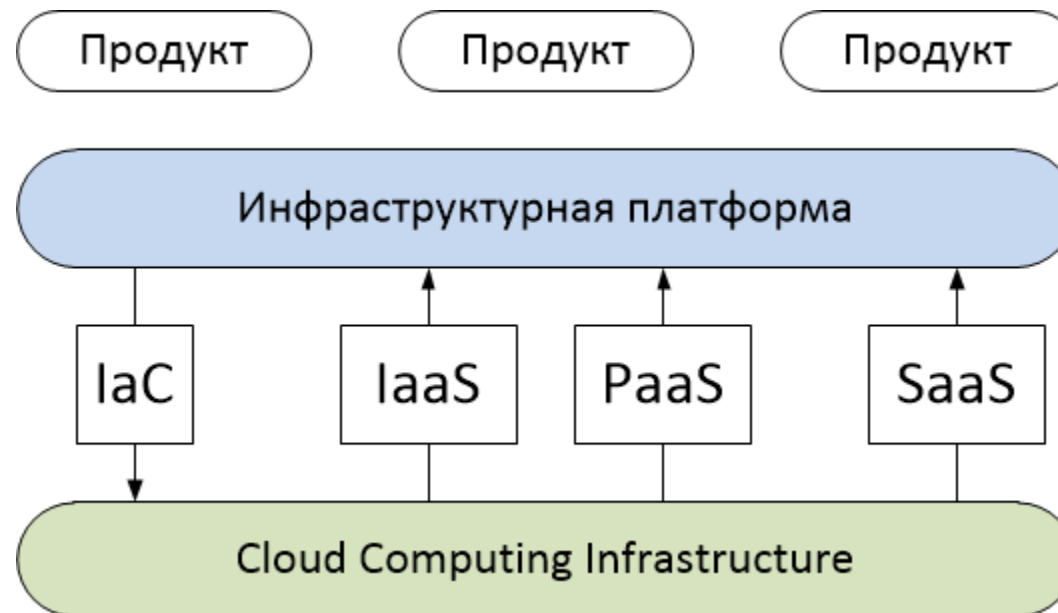 Продукт
Продукт
Продукт
Инфраструктурная платформа
IaC
IaaS
PaaS
SaaS
Cloud Computing Infrastructure